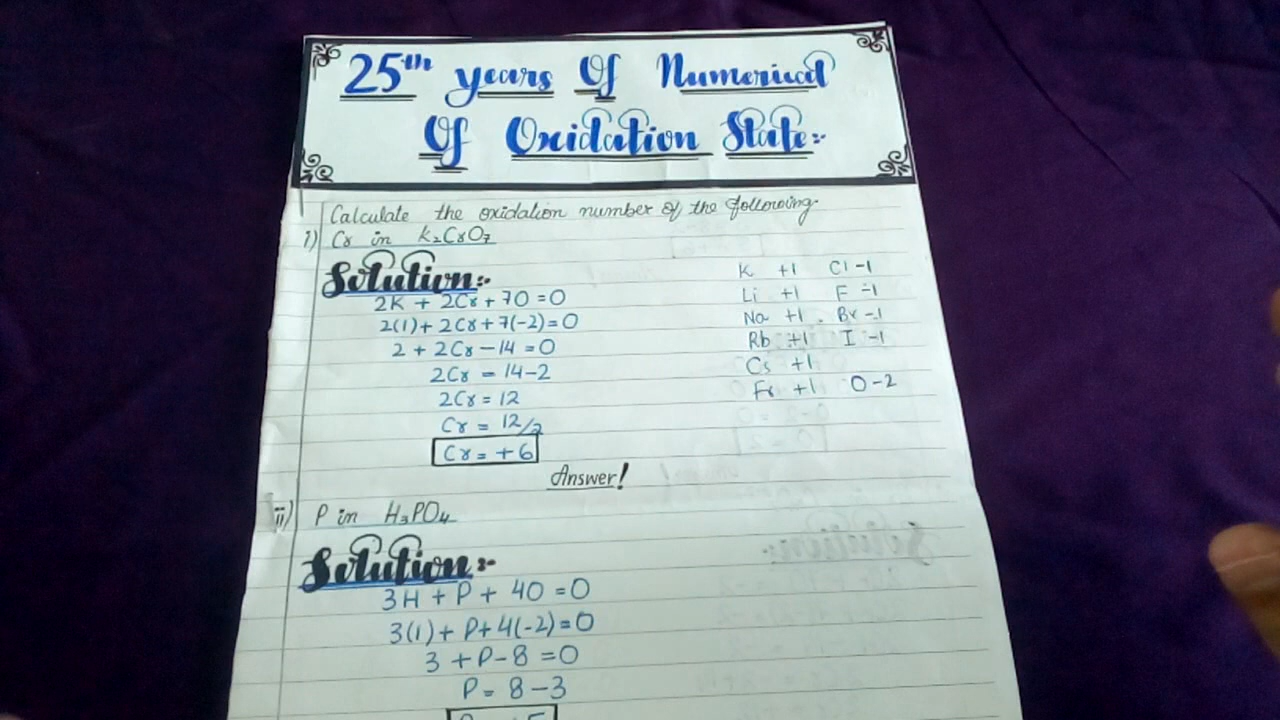 25th years Of Numerical
Of Oxidation State:-
Calculate the oxidation number of the following.
i) Cr in K₂CrO₇
Solution:-
2K + 2Cr + 7O = 0
2(1) + 2Cr + 7(-2) = 0
2 + 2Cr - 14 = 0
2Cr = 14-2
2Cr = 12
Cr = 12/2
Cr = +6
Answer!
K +1 Cl -1
Li +1 F -1
Na +1 . Br -1
Rb +1 I -1
Cs +1
Fr +1 O -2
ii) P in H₃PO₄
Solution:-
3H + P + 4O = 0
3(1) + P + 4(-2) = 0
3 + P - 8 = 0
P = 8 - 3